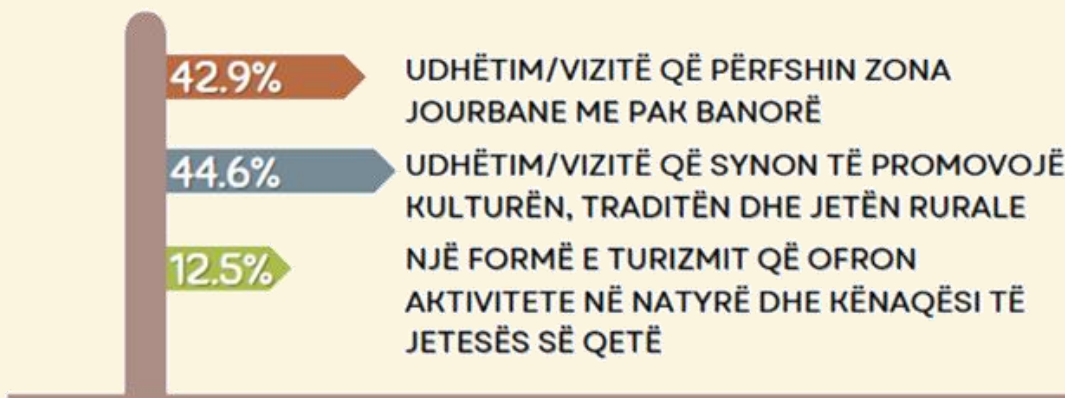 42.9%
UDHËTIM/VIZITË QË PËRFSHIN ZONA
JOURBANE ME PAK BANORË
44.6%
UDHËTIM/VIZITË QË SYNON TË PROMOVOJË
KULTURËN, TRADITËN DHE JETËN RURALE
12.5%
NJË FORMË E TURIZMIT QË OFRON
AKTIVITETE NË NATYRË DHE KËNAQËSI TË
JETESËS SË QETË